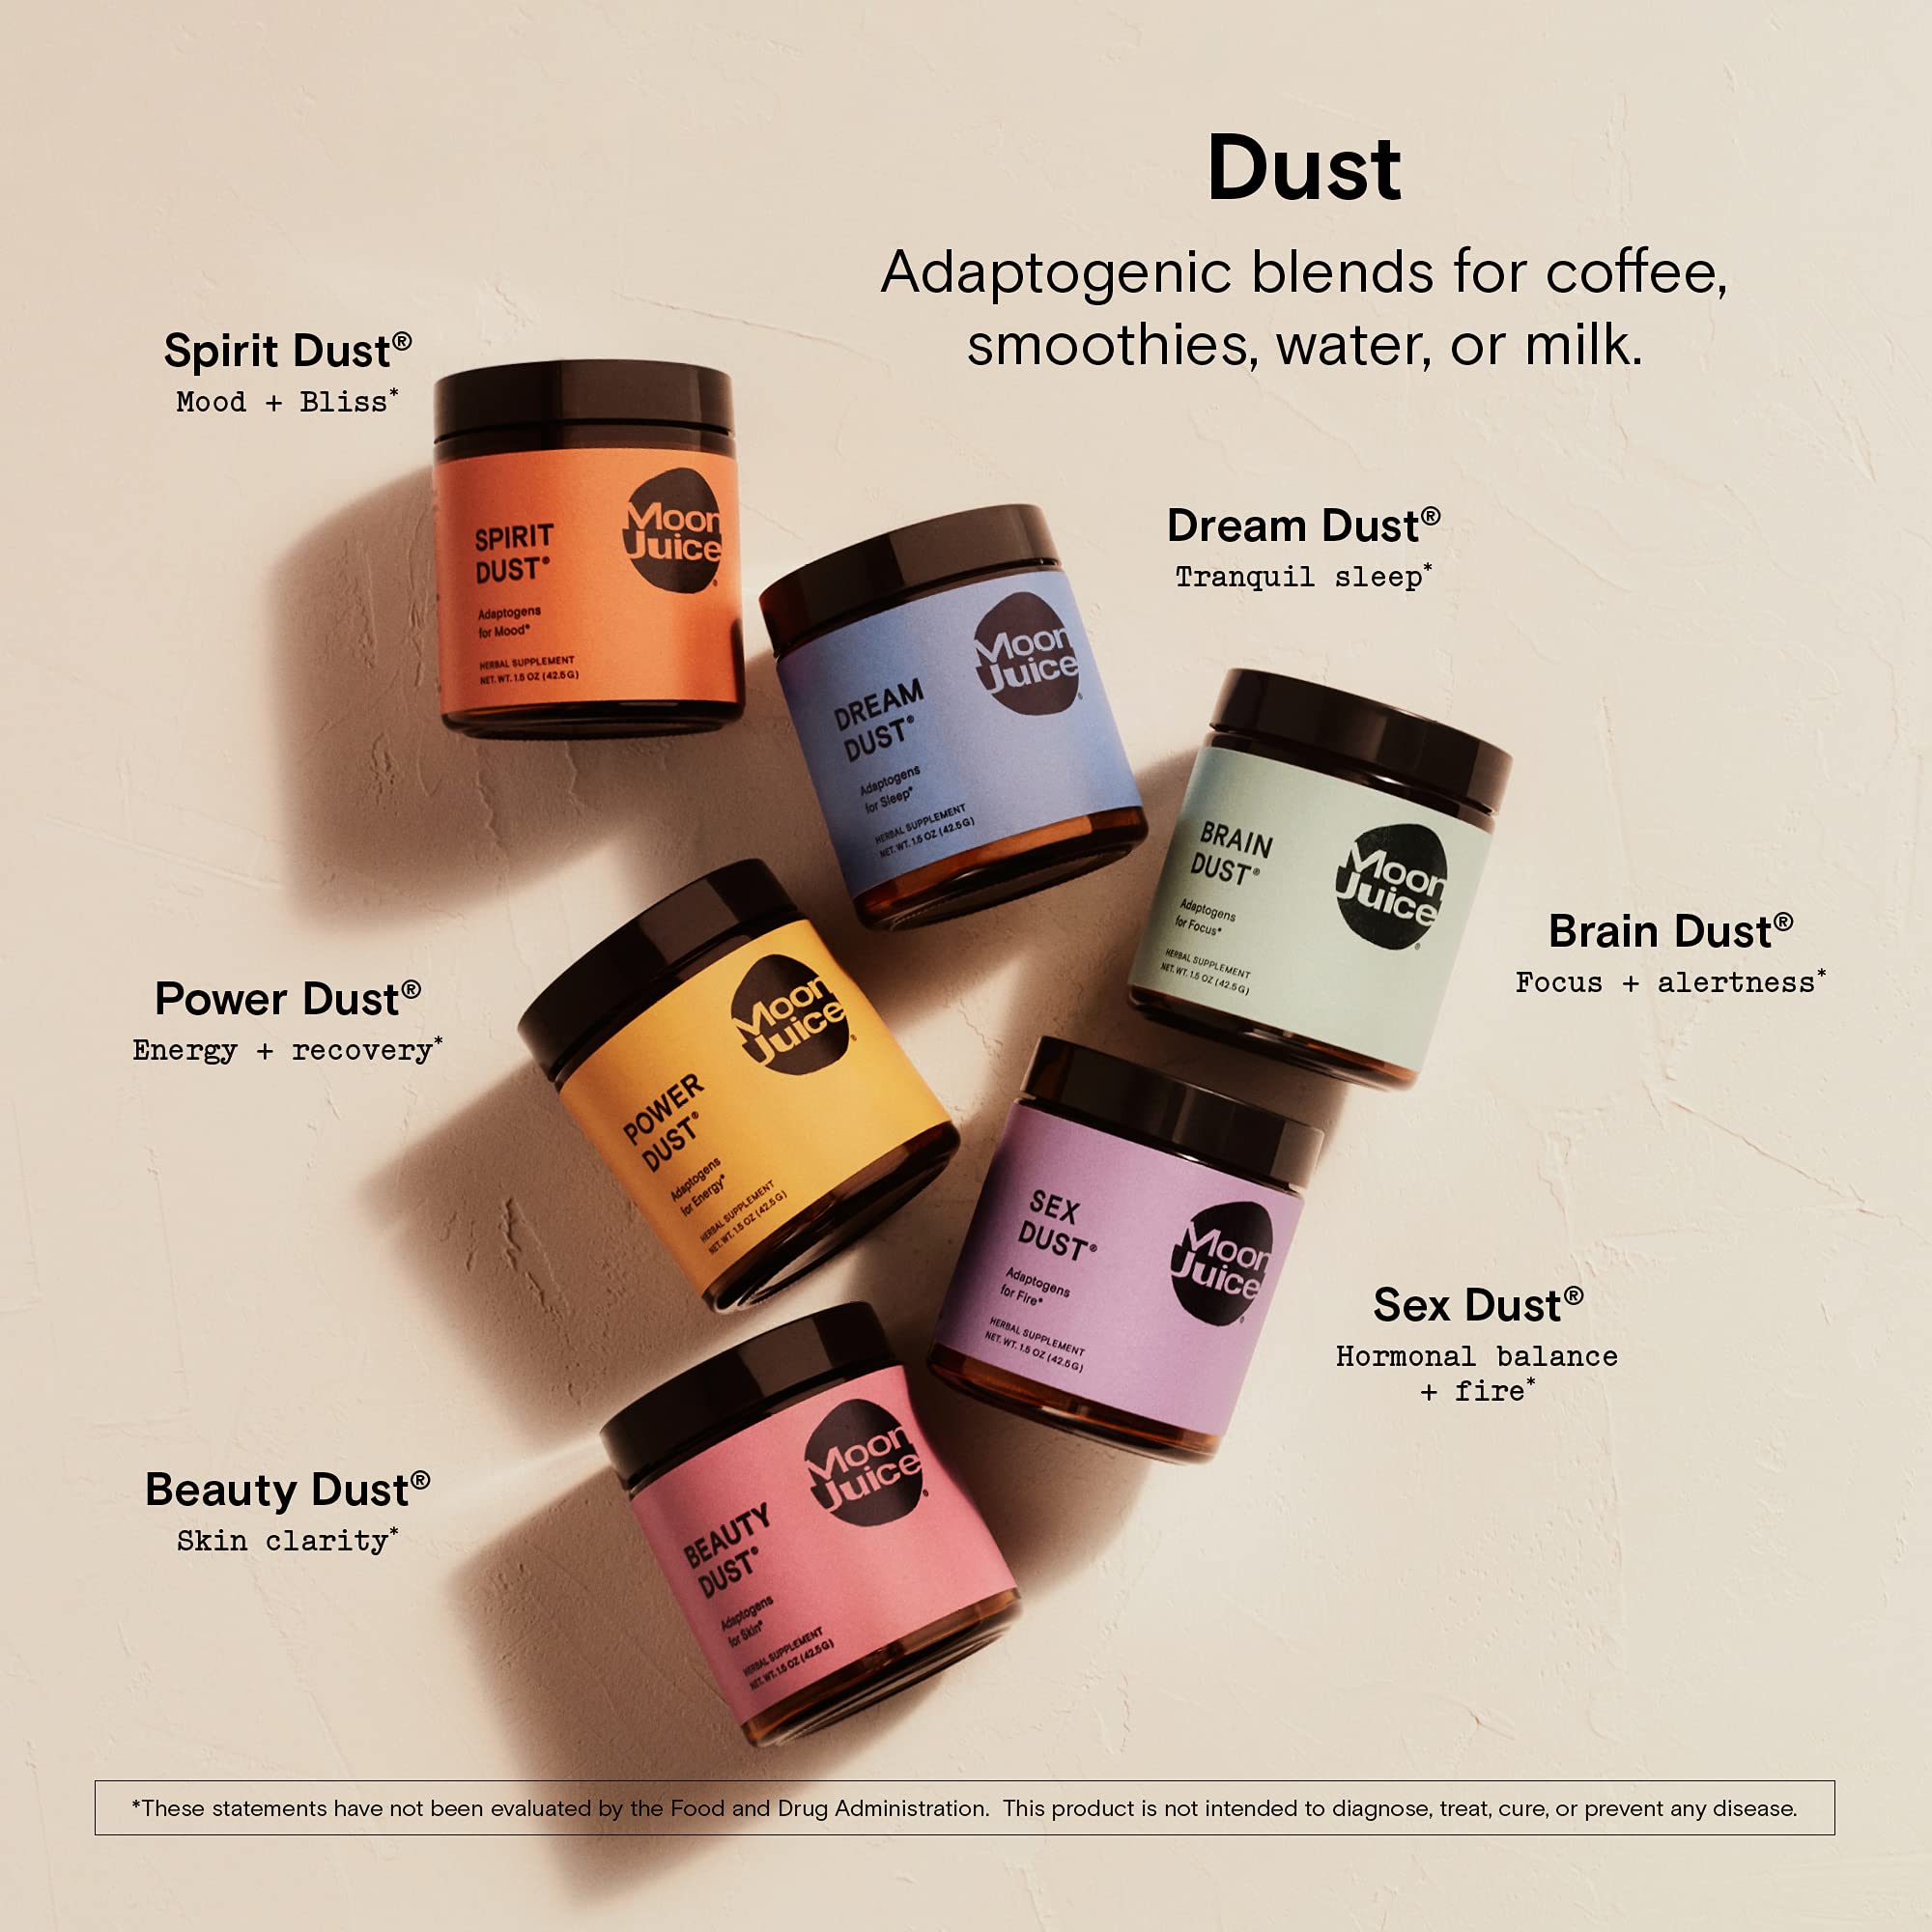 Dust
Adaptogenic blends for coffee,
smoothies, water, or milk.
Spirit Dust®
Mood + Bliss*
SPIRIT
DUST®
Adaptogens
for Mood*
HERBAL SUPPLEMENT
NET. WT. 1.5 OZ (42.5G)
Moon
Juice®
Dream Dust®
Tranquil sleep*
DREAM
DUST®
Adaptogens
for Sleep*
HERBAL SUPPLEMENT
NET. WT. 1.5 OZ (42.5G)
Moon
Juice®
BRAIN
DUST®
Adaptogens
for Focus*
HERBAL SUPPLEMENT
NET. WT. 1.5 OZ (42.5G)
Moon
Juice®
Brain Dust®
Focus + alertness*
Power Dust®
Energy + recovery*
POWER
DUST®
Adaptogens
for Energy*
HERBAL SUPPLEMENT
NET. WT. 1.5 OZ (42.5G)
Moon
Juice®
SEX
DUST®
Adaptogens
for Fire*
HERBAL SUPPLEMENT
NET. WT. 1.5 OZ (42.5G)
Moon
Juice®
Sex Dust®
Hormonal balance
+ fire*
Beauty Dust®
Skin clarity*
BEAUTY
DUST®
Adaptogens
for Skin*
HERBAL SUPPLEMENT
NET. WT. 1.5 OZ (42.5G)
Moon
Juice®
*These statements have not been evaluated by the Food and Drug Administration. This product is not intended to diagnose, treat, cure, or prevent any disease.